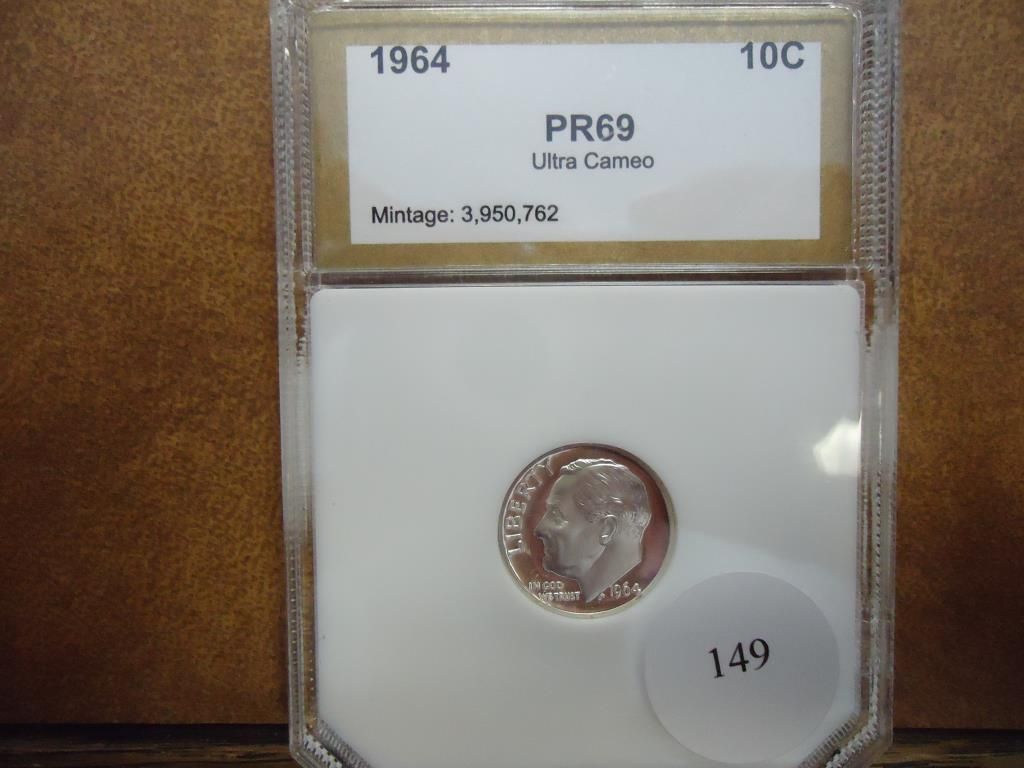 1964 10C
PR69
Ultra Cameo
Mintage: 3,950,762
LIBERTY
IN GOD
WE TRUST
1964
149